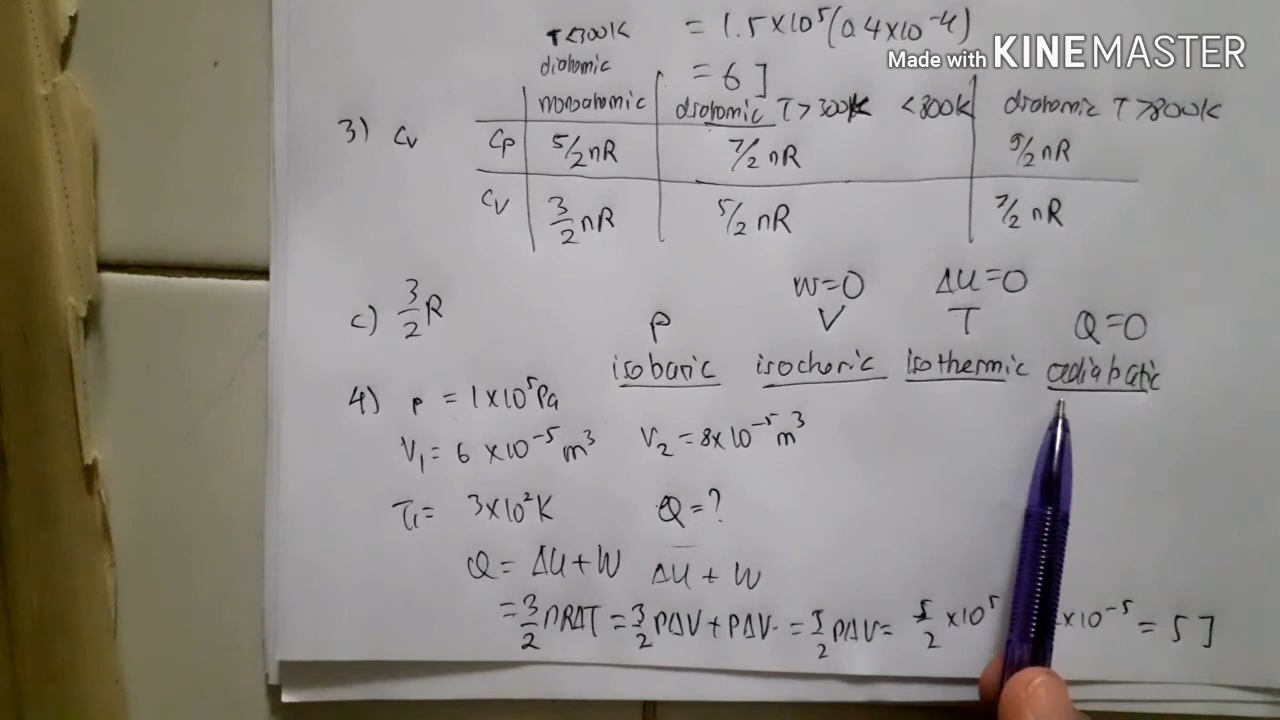 T<300K = 1.5×10⁵(0.4×10⁻⁴)
Made with KINEMASTER
diatomic = 6 J
monoatomic diatomic T>300K <800K diatomic T>800K
3) Cv Cp 5/2 nR 7/2 nR 9/2 nR
Cv 3/2 nR 5/2 nR 7/2 nR
W=0 ΔU=0
c) 3/2 R P V T Q=0
isobaric isochoric isothermic adiabatic
4) P = 1×10⁵Pa
V₁= 6 ×10⁻⁵ m³ V₂ = 8×10⁻⁵ m³
T₁= 3×10²K Q=?
Q = ΔU+W ΔU + W
= 3/2 nRΔT = 3/2 PΔV + PΔV = 5/2 PΔV = 5/2 ×10⁵ ×10⁻⁵ = 5 J